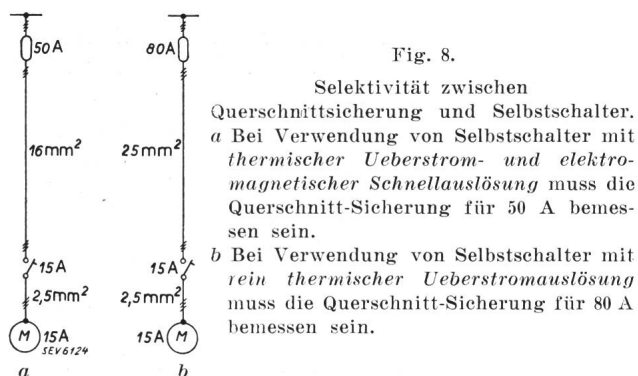 50A
80A
16mm²
25mm²
15A
15A
2,5mm²
2,5mm²
M
15A
15A
M
SEV6124
a
b
Fig. 8.
Selektivität zwischen
Querschnittsicherung und Selbstschalter.
a Bei Verwendung von Selbstschalter mit
thermischer Ueberstrom- und elektro-
magnetischer Schnellauslösung muss die
Querschnitt-Sicherung für 50 A bemes-
sen sein.
b Bei Verwendung von Selbstschalter mit
rein thermischer Ueberstromauslösung
muss die Querschnitt-Sicherung für 80 A
bemessen sein.